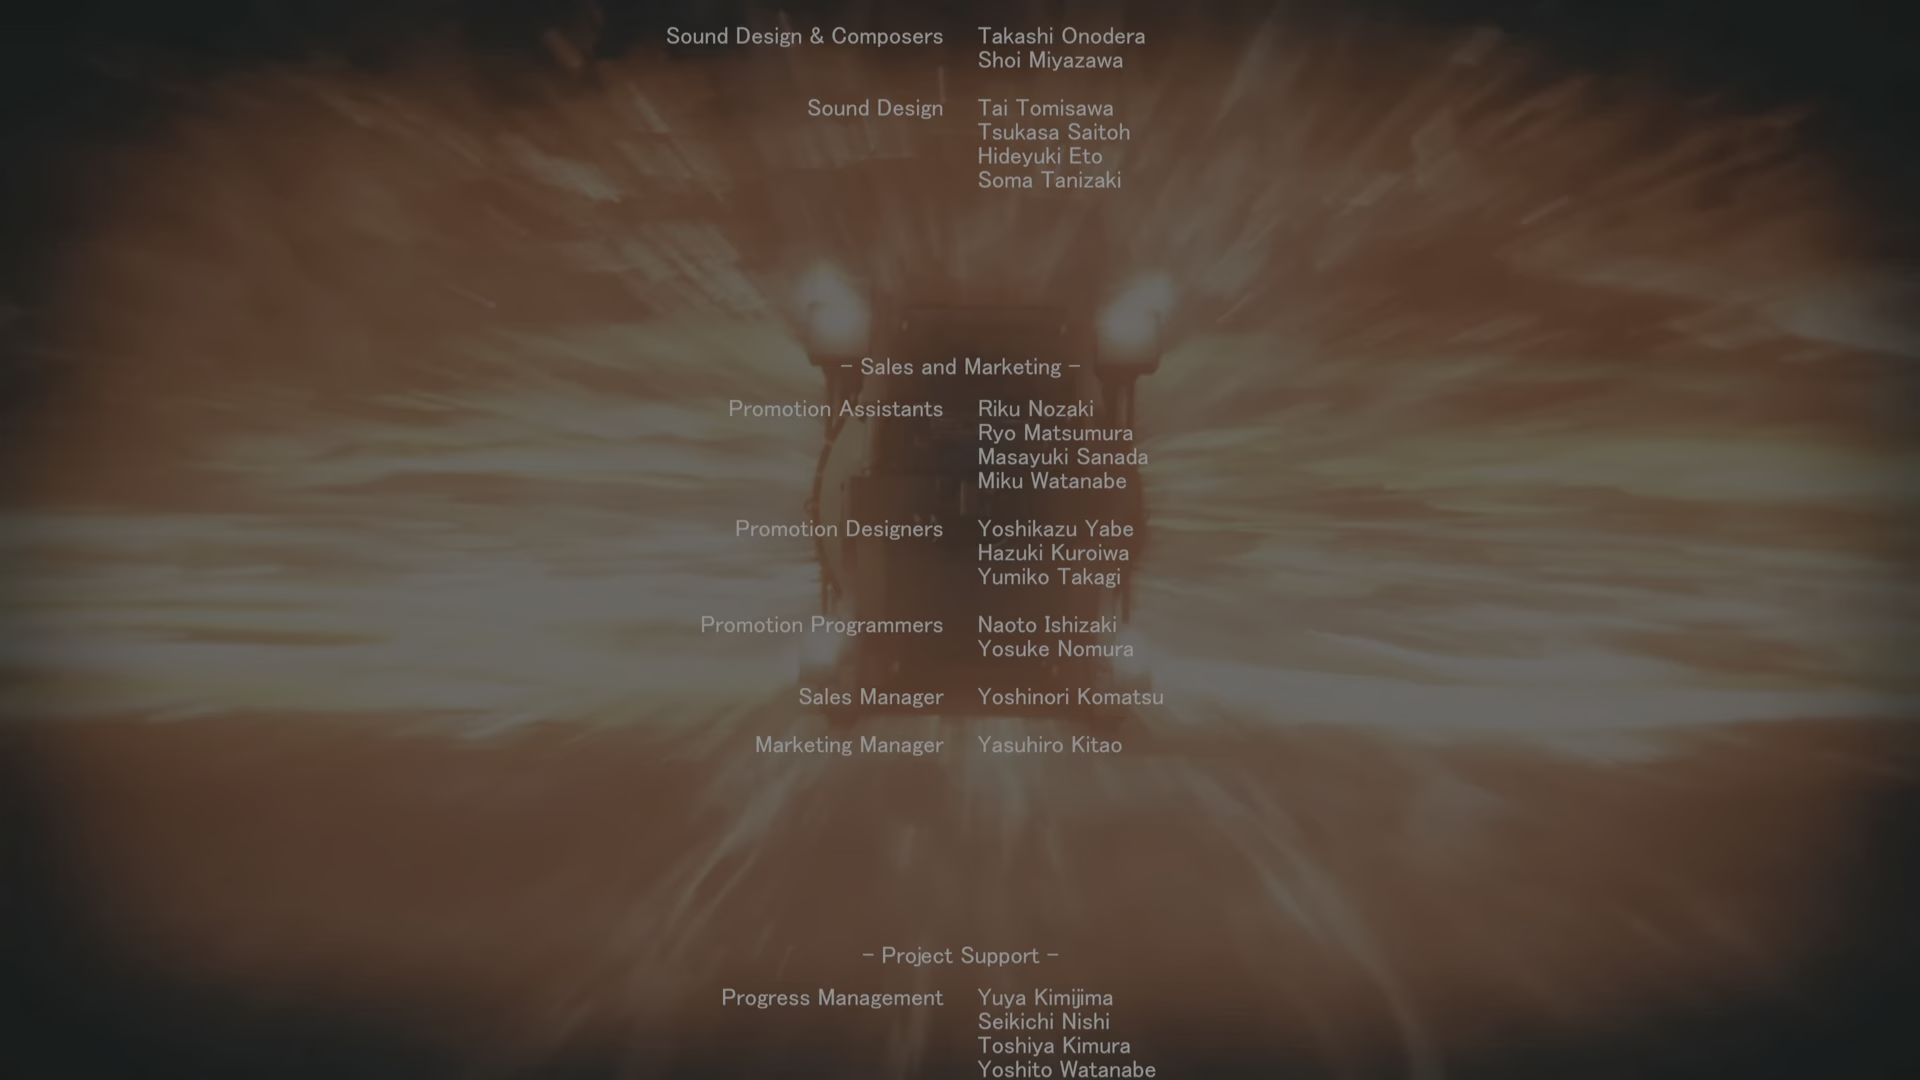 Sound Design & Composers Takashi Onodera
Shoi Miyazawa
Sound Design Tai Tomisawa
Tsukasa Saitoh
Hideyuki Eto
Soma Tanizaki
- Sales and Marketing -
Promotion Assistants Riku Nozaki
Ryo Matsumura
Masayuki Sanada
Miku Watanabe
Promotion Designers Yoshikazu Yabe
Hazuki Kuroiwa
Yumiko Takagi
Promotion Programmers Naoto Ishizaki
Yosuke Nomura
Sales Manager Yoshinori Komatsu
Marketing Manager Yasuhiro Kitao
- Project Support -
Progress Management Yuya Kimijima
Seikichi Nishi
Toshiya Kimura
Yoshito Watanabe